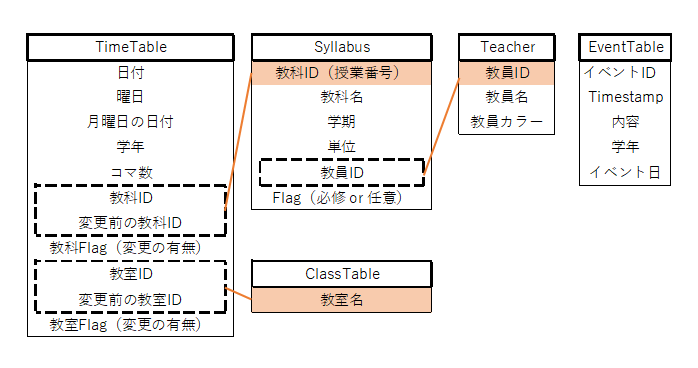 TimeTable
日付
曜日
月曜日の日付
学年
コマ数
教科ID
変更前の教科ID
教科Flag（変更の有無）
教室ID
変更前の教室ID
教室Flag（変更の有無）
Syllabus
教科ID（授業番号）
教科名
学期
単位
教員ID
Flag（必修 or 任意）
ClassTable
教室名
Teacher
教員ID
教員名
教員カラー
EventTable
イベントID
Timestamp
内容
学年
イベント日